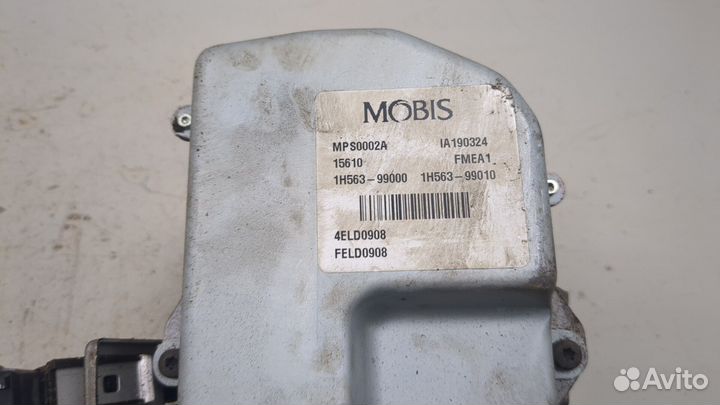 MOBIS
MPS0002A IA190324
15610 FMEA1
1H563-99000 1H563-99010
4ELD0908
FELD0908
Avito